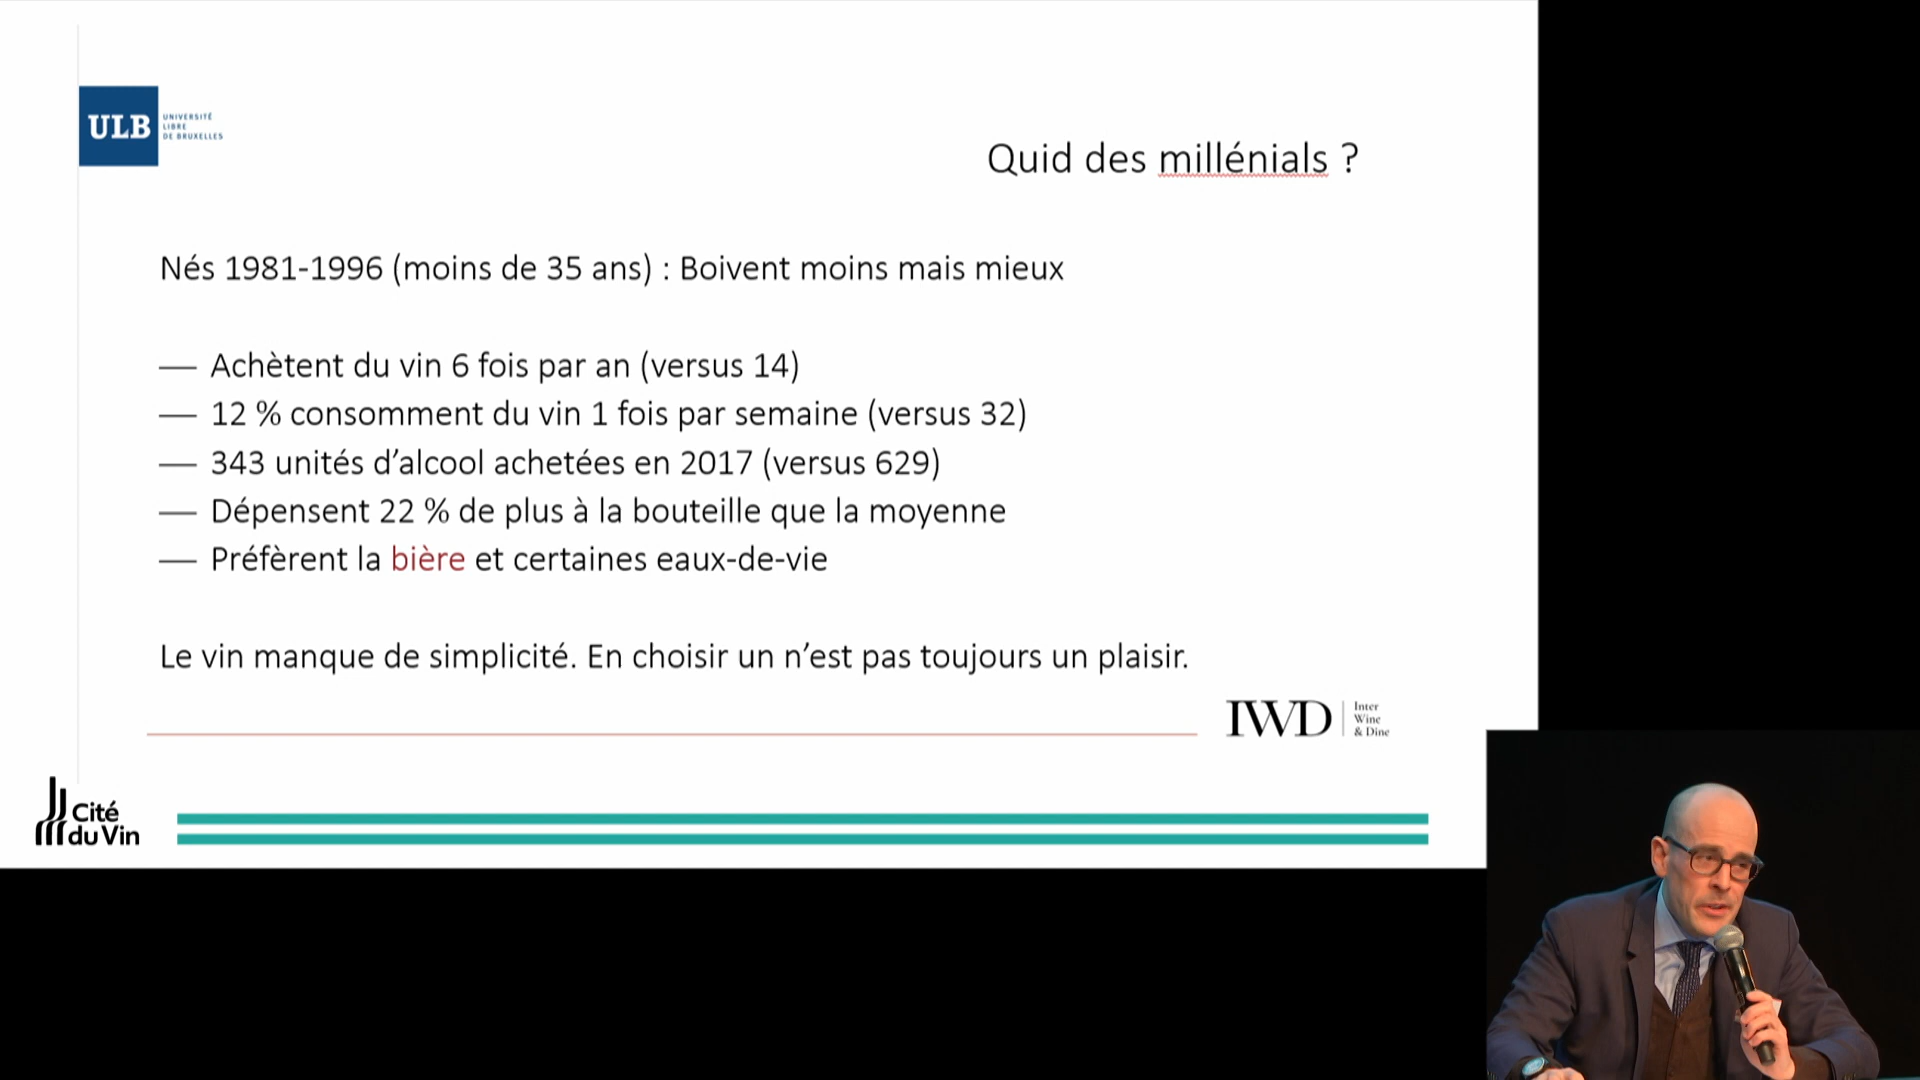 ULB
UNIVERSITÉ
LIBRE
DE BRUXELLES
Quid des millénials ?
Nés 1981-1996 (moins de 35 ans) : Boivent moins mais mieux
— Achètent du vin 6 fois par an (versus 14)
— 12 % consomment du vin 1 fois par semaine (versus 32)
— 343 unités d’alcool achetées en 2017 (versus 629)
— Dépensent 22 % de plus à la bouteille que la moyenne
— Préfèrent la bière et certaines eaux-de-vie
Le vin manque de simplicité. En choisir un n’est pas toujours un plaisir.
IWD
Inter
Wine
& Dine
Cité
du Vin